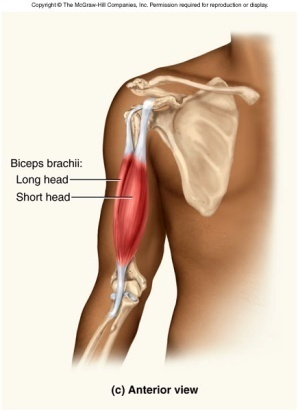 Copyright © The McGraw-Hill Companies, Inc. Permission required for reproduction or display.
Biceps brachii:
Long head
Short head
(c) Anterior view